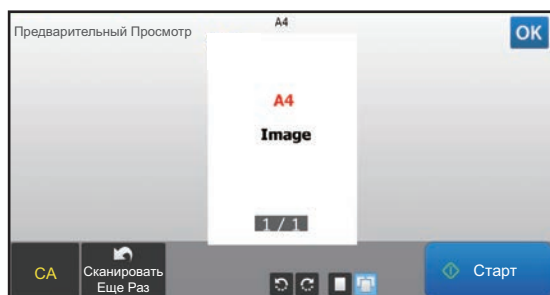 Предварительный Просмотр
A4
OK
A4
Image
1 / 1
CA
Сканировать
Еще Раз
Старт